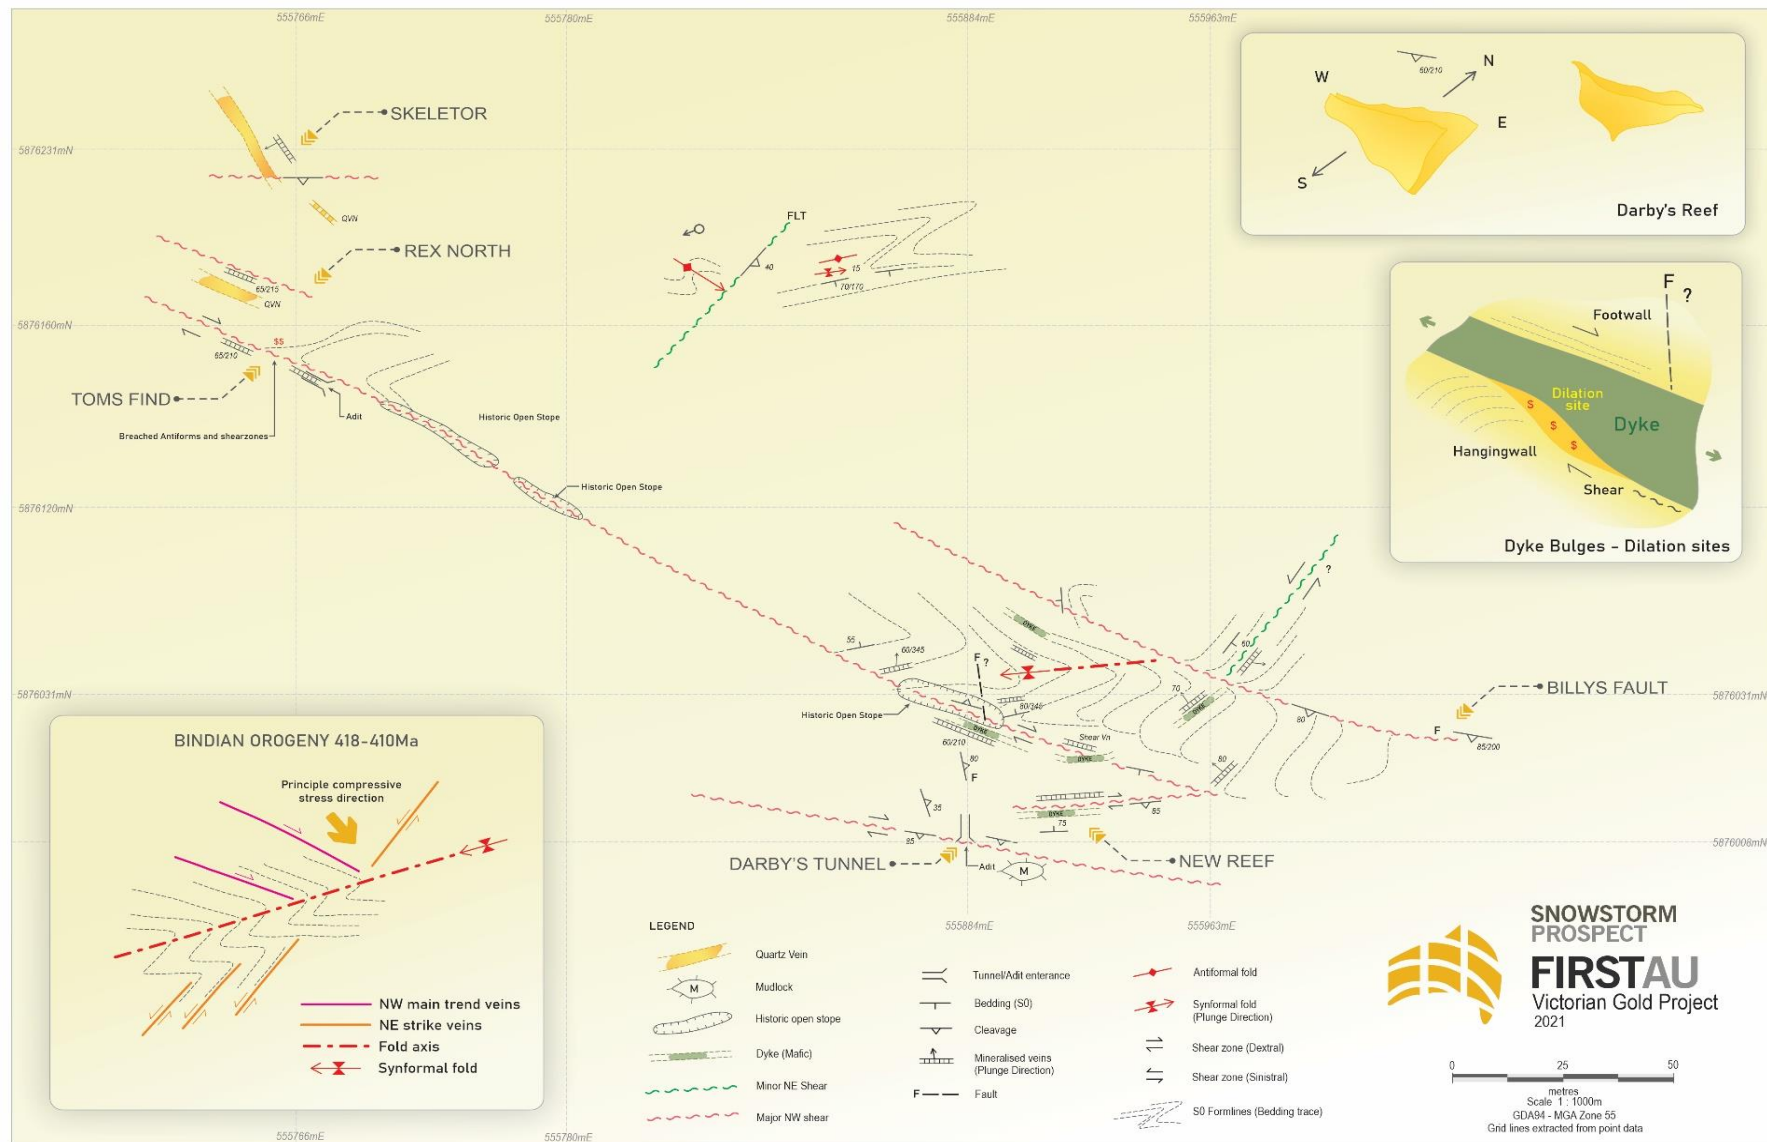 555766mE
555780mE
555884mE
555963mE
SKELETOR
5876231mN
QVN
REX NORTH
65/215
QVN
5876160mN
65/210
$$
TOMS FIND
Adit
Breached Antiforms and shearzones
Historic Open Stope
Historic Open Stope
5876120mN
FLT
40
15
70/170
W
N
60/210
E
S
Darby's Reef
F
?
Footwall
Dilation
site
$
$
$
Dyke
Hangingwall
Shear
Dyke Bulges - Dilation sites
?
55
60/345
DYKE
F
?
60
70
DYKE
80
5876031mN
5876031mN
BILLYS FAULT
F
85/200
Historic Open Stope
80/345
DYKE
60/210
Shear Vn
DYKE
80
F
80
35
DYKE
85
75
85
5876008mN
DARBY'S TUNNEL
Adit
M
NEW REEF
BINDIAN OROGENY 418-410Ma
Principle compressive
stress direction
NW main trend veins
NE strike veins
Fold axis
Synformal fold
555884mE
555963mE
LEGEND
Quartz Vein
M
Mudlock
Historic open stope
Dyke (Mafic)
Minor NE Shear
Major NW shear
Tunnel/Adit enterance
Bedding (S0)
Cleavage
Mineralised veins
(Plunge Direction)
F
Fault
Antiformal fold
Synformal fold
(Plunge Direction)
Shear zone (Dextral)
Shear zone (Sinistral)
S0 Formlines (Bedding trace)
SNOWSTORM
PROSPECT
FIRSTAU
Victorian Gold Project
2021
0 25 50
metres
Scale 1 : 1000m
GDA94 - MGA Zone 55
Grid lines extracted from point data
555766mE
555780mE